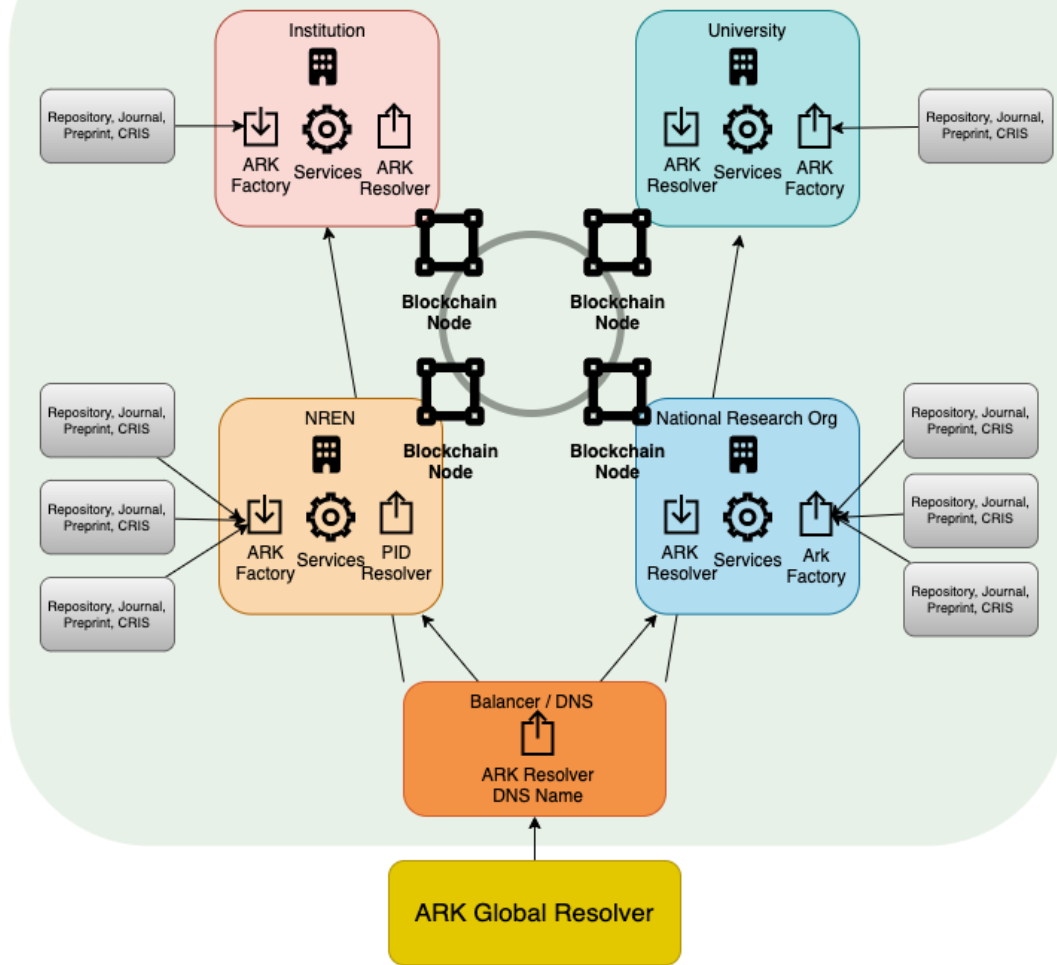 Institution
University
Repository, Journal,
Preprint, CRIS
ARK
Factory
Services
ARK
Resolver
ARK
Resolver
Services
ARK
Factory
Repository, Journal,
Preprint, CRIS
Blockchain
Node
Blockchain
Node
Repository, Journal,
Preprint, CRIS
Repository, Journal,
Preprint, CRIS
Repository, Journal,
Preprint, CRIS
NREN
ARK
Factory
Services
PID
Resolver
Blockchain
Node
Blockchain
Node
National Research Org
ARK
Resolver
Services
Ark
Factory
Repository, Journal,
Preprint, CRIS
Repository, Journal,
Preprint, CRIS
Repository, Journal,
Preprint, CRIS
Balancer / DNS
ARK Resolver
DNS Name
ARK Global Resolver